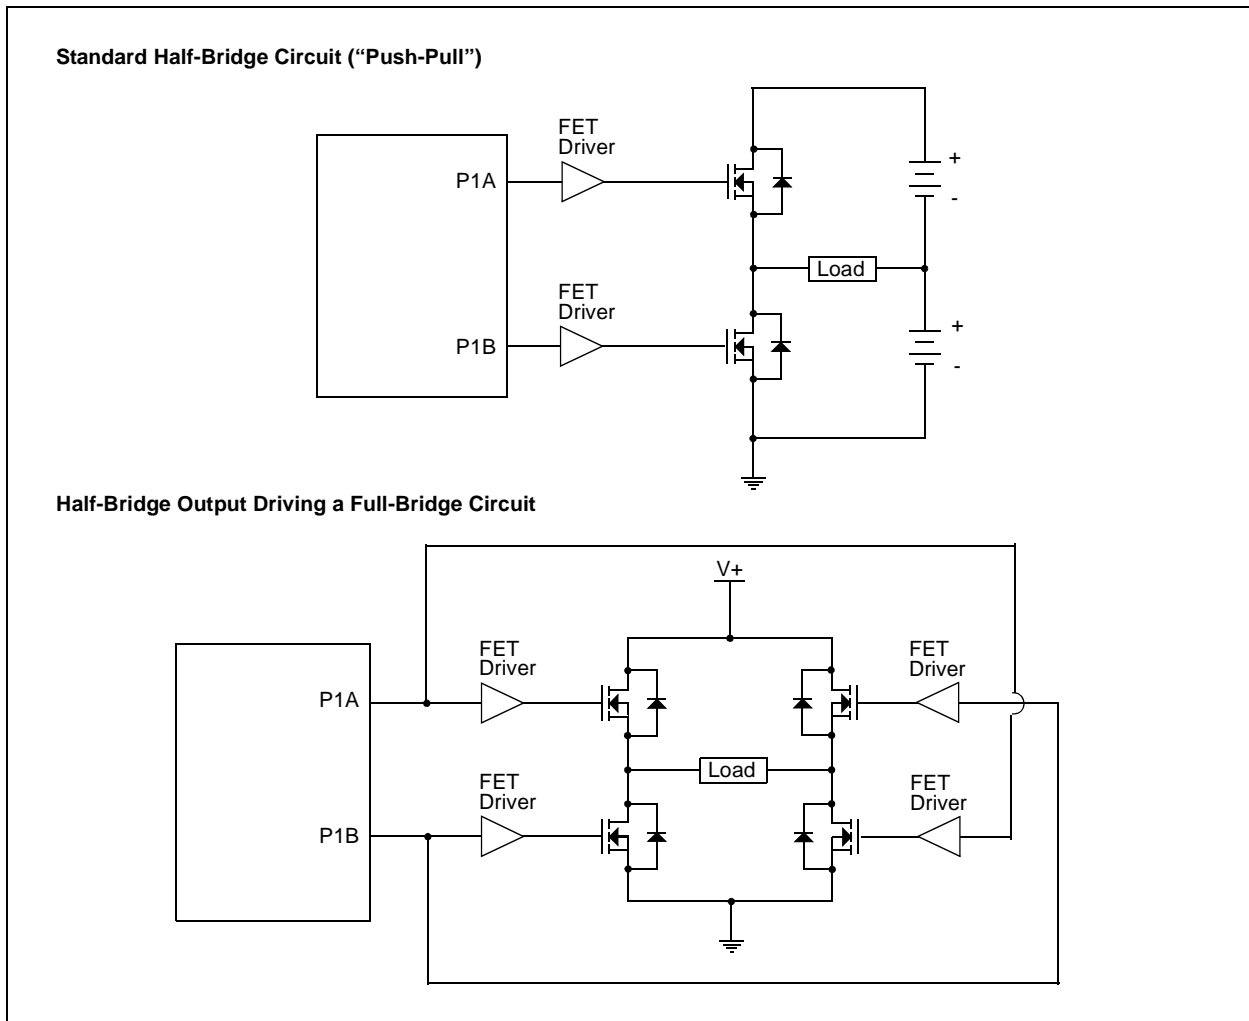 Standard Half-Bridge Circuit (“Push-Pull”)
FET
Driver
P1A
+
-
Load
FET
Driver
P1B
+
-
Half-Bridge Output Driving a Full-Bridge Circuit
V+
FET
Driver
FET
Driver
P1A
Load
FET
Driver
FET
Driver
P1B